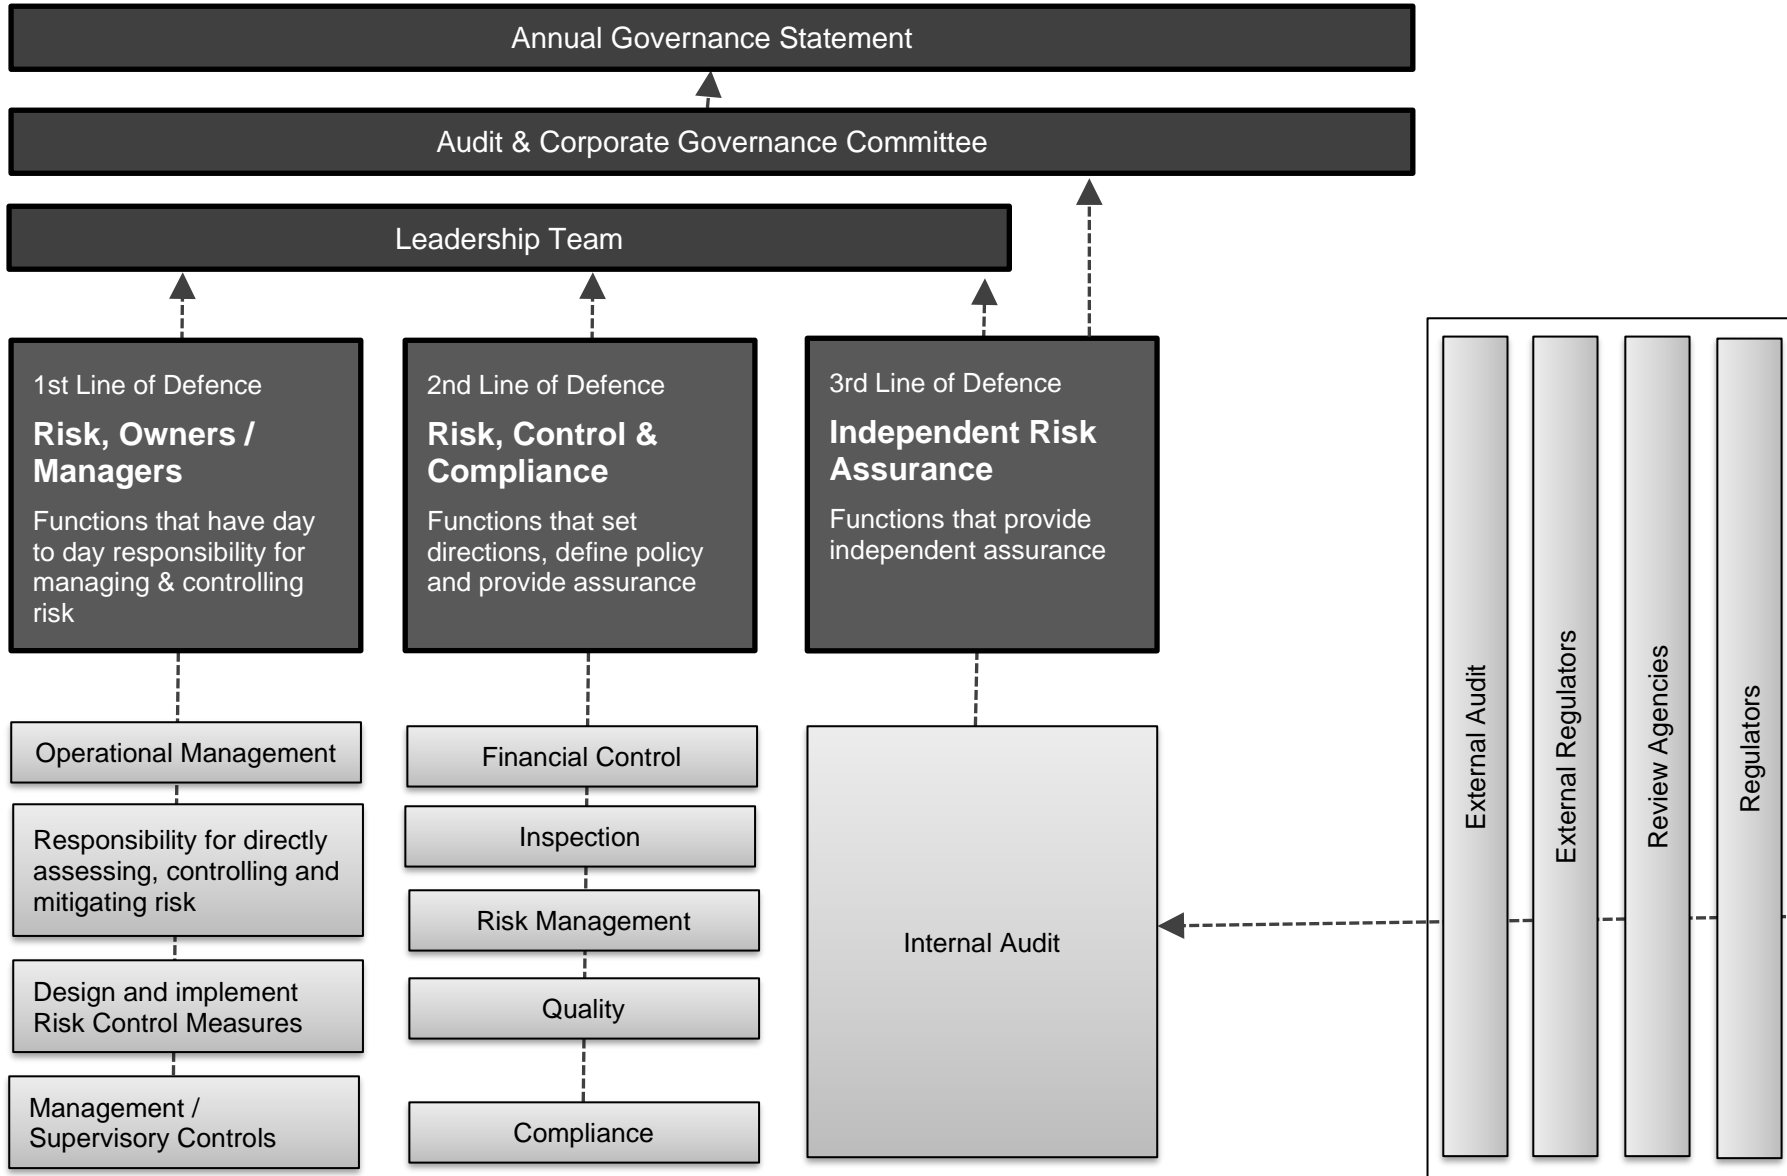 Annual Governance Statement
Audit & Corporate Governance Committee
Leadership Team
1st Line of Defence
Risk, Owners /
Managers
Functions that have day
to day responsibility for
managing & controlling
risk
2nd Line of Defence
Risk, Control &
Compliance
Functions that set
directions, define policy
and provide assurance
3rd Line of Defence
Independent Risk
Assurance
Functions that provide
independent assurance
Operational Management
Responsibility for directly
assessing, controlling and
mitigating risk
Design and implement
Risk Control Measures
Management /
Supervisory Controls
Financial Control
Inspection
Risk Management
Quality
Compliance
Internal Audit
External Audit
External Regulators
Review Agencies
Regulators